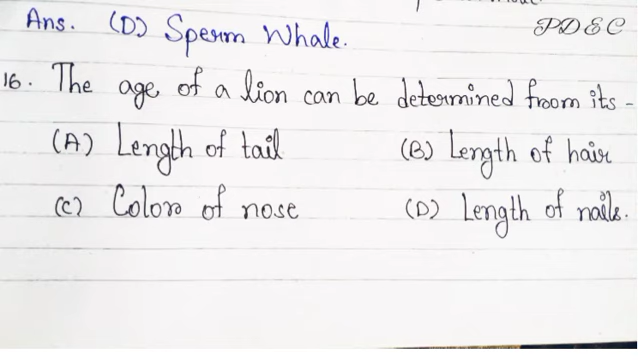 Ans. (D) Sperm Whale. PDEC
16. The age of a lion can be determined from its -
(A) Length of tail (B) Length of hair
(C) Color of nose (D) Length of nails.